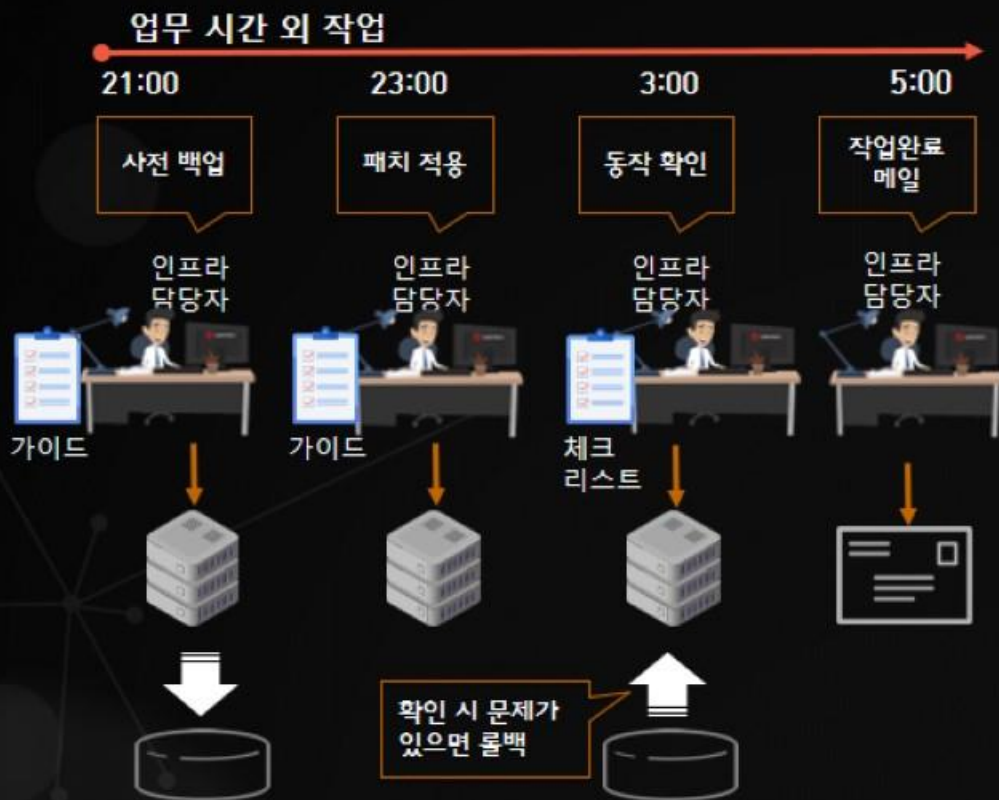 업무 시간 외 작업
21:00
23:00
3:00
5:00
사전 백업
패치 적용
동작 확인
작업완료
메일
인프라
담당자
인프라
담당자
인프라
담당자
인프라
담당자
가이드
가이드
체크
리스트
확인 시 문제가
있으면 롤백